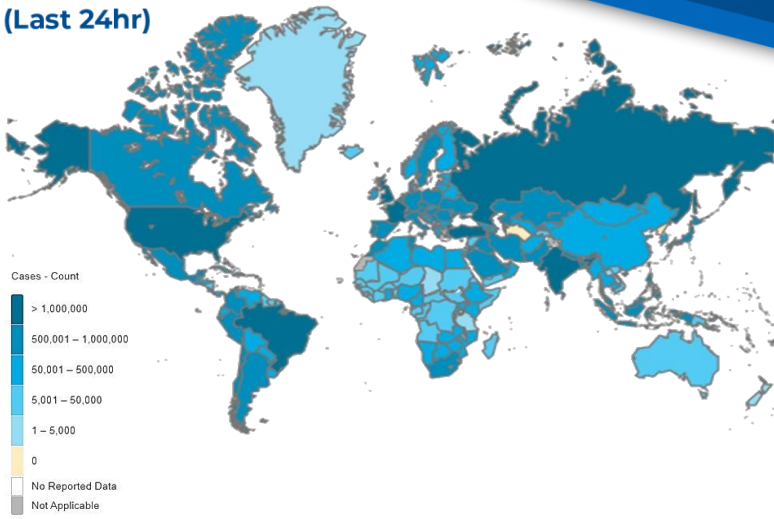 (Last 24hr)
Cases - Count
> 1,000,000
500,001 – 1,000,000
50,001 – 500,000
5,001 – 50,000
1 – 5,000
0
No Reported Data
Not Applicable